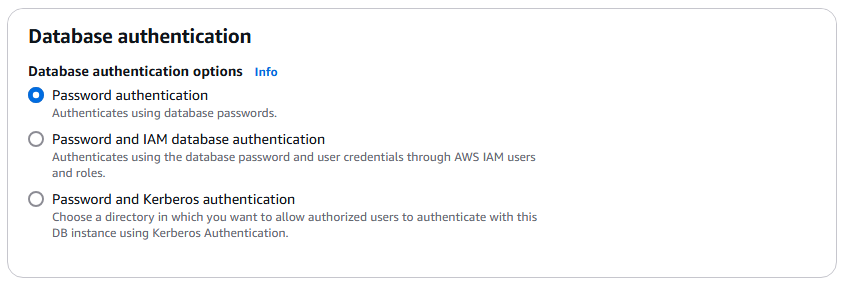 Database authentication
Database authentication options Info
Password authentication
Authenticates using database passwords.
Password and IAM database authentication
Authenticates using the database password and user credentials through AWS IAM users
and roles.
Password and Kerberos authentication
Choose a directory in which you want to allow authorized users to authenticate with this
DB instance using Kerberos Authentication.